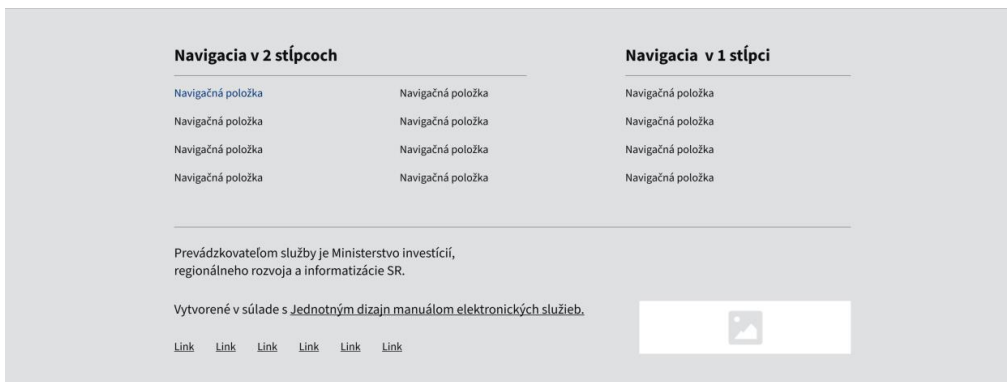 Navigacia v 2 stĺpcoch
Navigačná položka
Navigačná položka
Navigačná položka
Navigačná položka
Navigačná položka
Navigačná položka
Navigačná položka
Navigačná položka
Navigacia v 1 stĺpci
Navigačná položka
Navigačná položka
Navigačná položka
Navigačná položka
Prevádzkovateľom služby je Ministerstvo investícií,
regionálneho rozvoja a informatizácie SR.
Vytvorené v súlade s Jednotným dizajn manuálom elektronických služieb.
Link Link Link Link Link Link